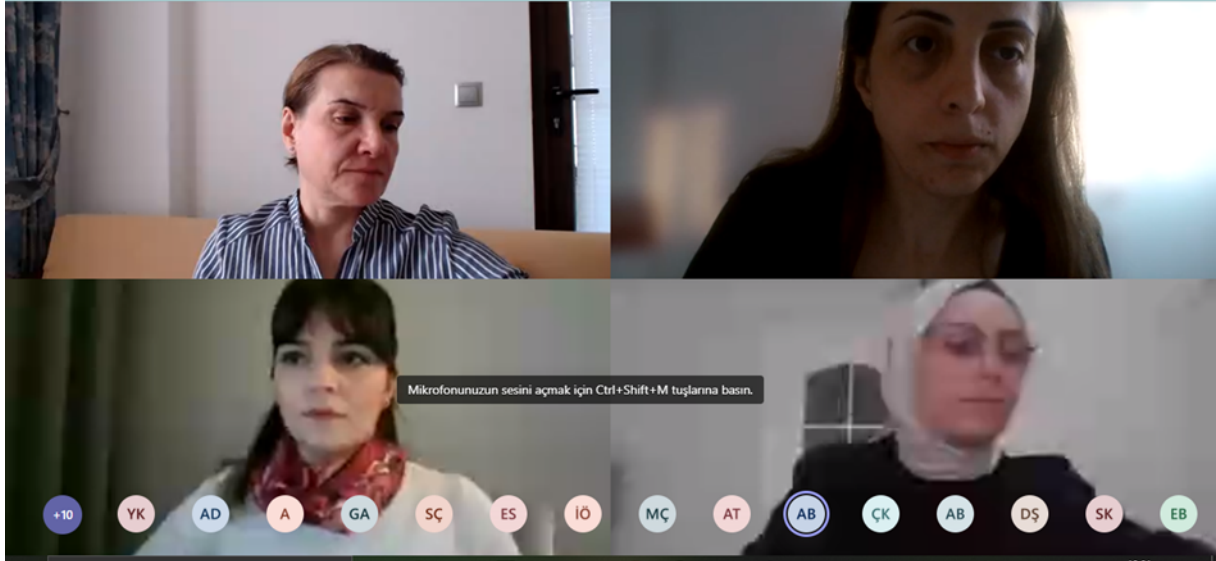 Mikrofonunuzun sesini açmak için Ctrl+Shift+M tuşlarına basın.
+10 YK AD A GA SÇ ES İÖ MÇ AT AB ÇK AB DŞ SK EB